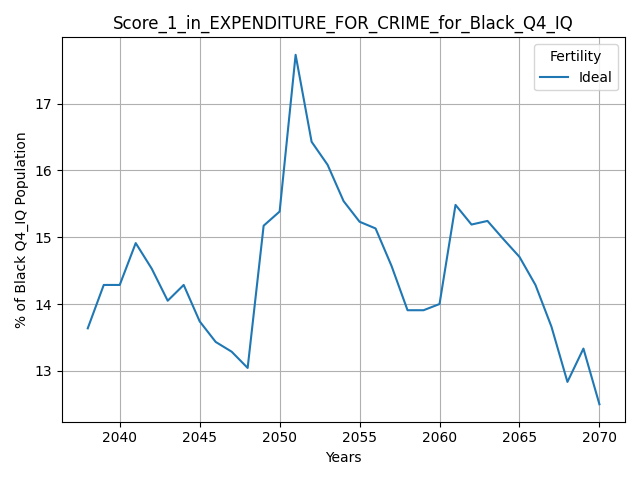 Score_1_in_EXPENDITURE_FOR_CRIME_for_Black_Q4_IQ
Fertility
Ideal
% of Black Q4_IQ Population
17
16
15
14
13
2040 2045 2050 2055 2060 2065 2070
Years